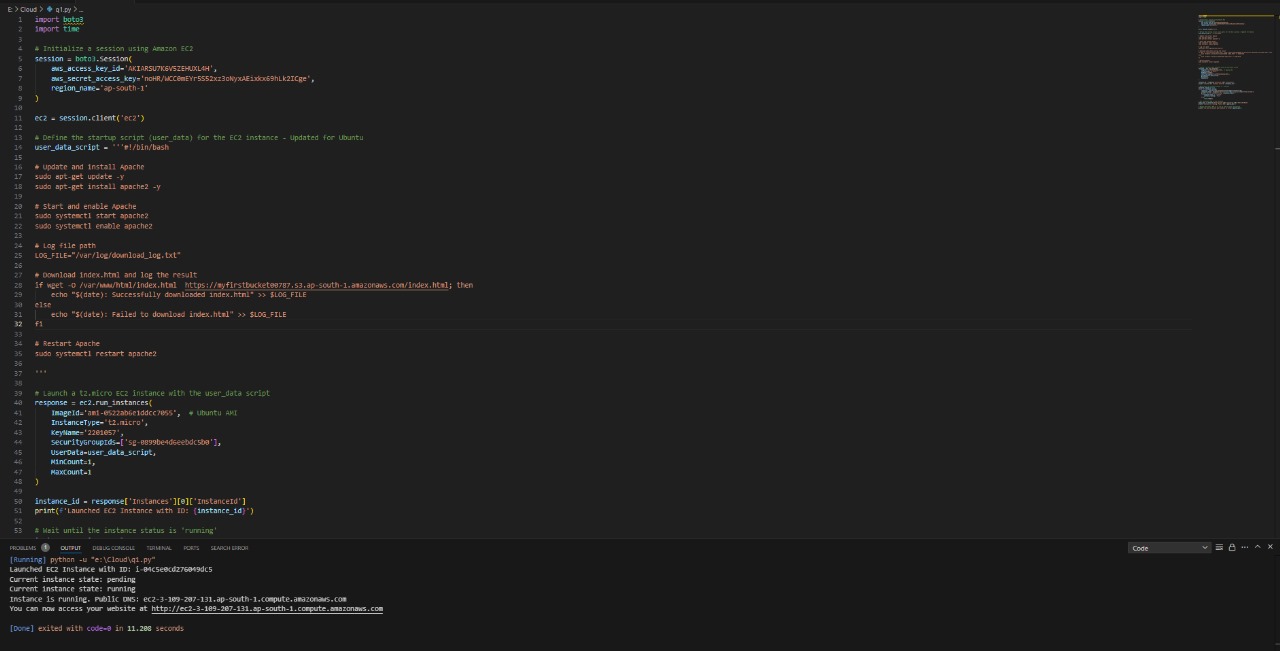 E: > Cloud > q1.py > ...
1 import boto3
2 import time
3
4 # Initialize a session using Amazon EC2
5 session = boto3.Session(
6 aws_access_key_id=
7 aws_secret_access_key=
8 region_name='ap-south-1'
9 )
10
11 ec2 = session.client('ec2')
12
13 # Define the startup script (user_data) for the EC2 instance - Updated for Ubuntu
14 user_data_script = '''#!/bin/bash
15
16 # Update and install Apache
17 sudo apt-get update -y
18 sudo apt-get install apache2 -y
19
20 # Start and enable Apache
21 sudo systemctl start apache2
22 sudo systemctl enable apache2
23
24 # Log file path
25 LOG_FILE="/var/log/download_log.txt"
26
27 # Download index.html and log the result
28 if wget -O /var/www/html/index.html https://myfirstbucket00787.s3.ap-south-1.amazonaws.com/index.html; then
29 echo "$(date): Successfully downloaded index.html" >> $LOG_FILE
30 else
31 echo "$(date): Failed to download index.html" >> $LOG_FILE
32 fi
33
34 # Restart Apache
35 sudo systemctl restart apache2
36
37 '''
38
39 # Launch a t2.micro EC2 instance with the user_data script
40 response = ec2.run_instances(
41 ImageId='ami-0522ab6e1ddcc7055', # Ubuntu AMI
42 InstanceType='t2.micro',
43 KeyName='2201057',
44 SecurityGroupIds=['sg-0899be4d6eebdc5b0'],
45 UserData=user_data_script,
46 MinCount=1,
47 MaxCount=1
48 )
49
50 instance_id = response['Instances'][0]['InstanceId']
51 print(f'Launched EC2 Instance with ID: {instance_id}')
52
53 # Wait until the instance status is 'running'
PROBLEMS 1 OUTPUT DEBUG CONSOLE TERMINAL PORTS SEARCH ERROR Code
[Running] python -u "e:\Cloud\q1.py"
Launched EC2 Instance with ID: i-04c5e0cd276049dc5
Current instance state: pending
Current instance state: running
Instance is running. Public DNS: ec2-3-109-207-131.ap-south-1.compute.amazonaws.com
You can now access your website at http://ec2-3-109-207-131.ap-south-1.compute.amazonaws.com
[Done] exited with code=0 in 11.208 seconds